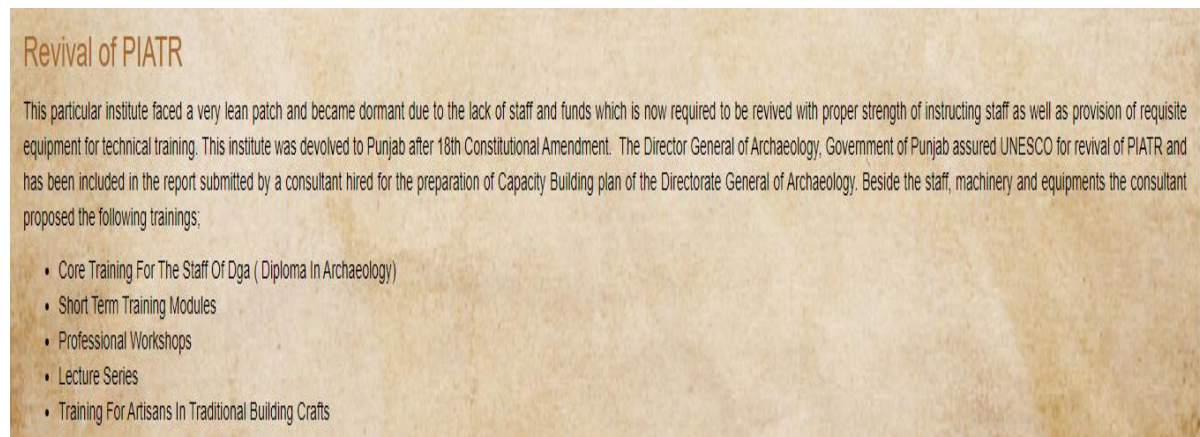 Revival of PIATR
This particular institute faced a very lean patch and became dormant due to the lack of staff and funds which is now required to be revived with proper strength of instructing staff as well as provision of requisite
equipment for technical training. This institute was devolved to Punjab after 18th Constitutional Amendment. The Director General of Archaeology, Government of Punjab assured UNESCO for revival of PIATR and
has been included in the report submitted by a consultant hired for the preparation of Capacity Building plan of the Directorate General of Archaeology. Beside the staff, machinery and equipments the consultant
proposed the following trainings;
• Core Training For The Staff Of Dga ( Diploma In Archaeology)
• Short Term Training Modules
• Professional Workshops
• Lecture Series
• Training For Artisans In Traditional Building Crafts